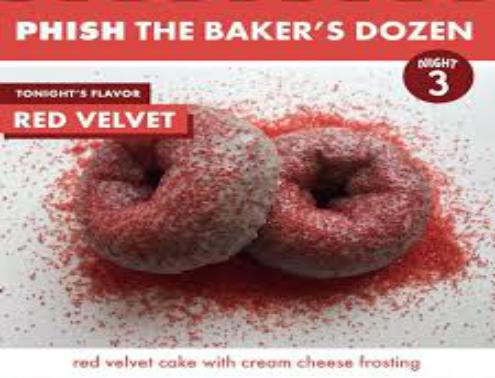 PHISH THE BAKER'S DOZEN
NIGHT
3
TONIGHT'S FLAVOR
RED VELVET
red velvet cake with cream cheese frosting